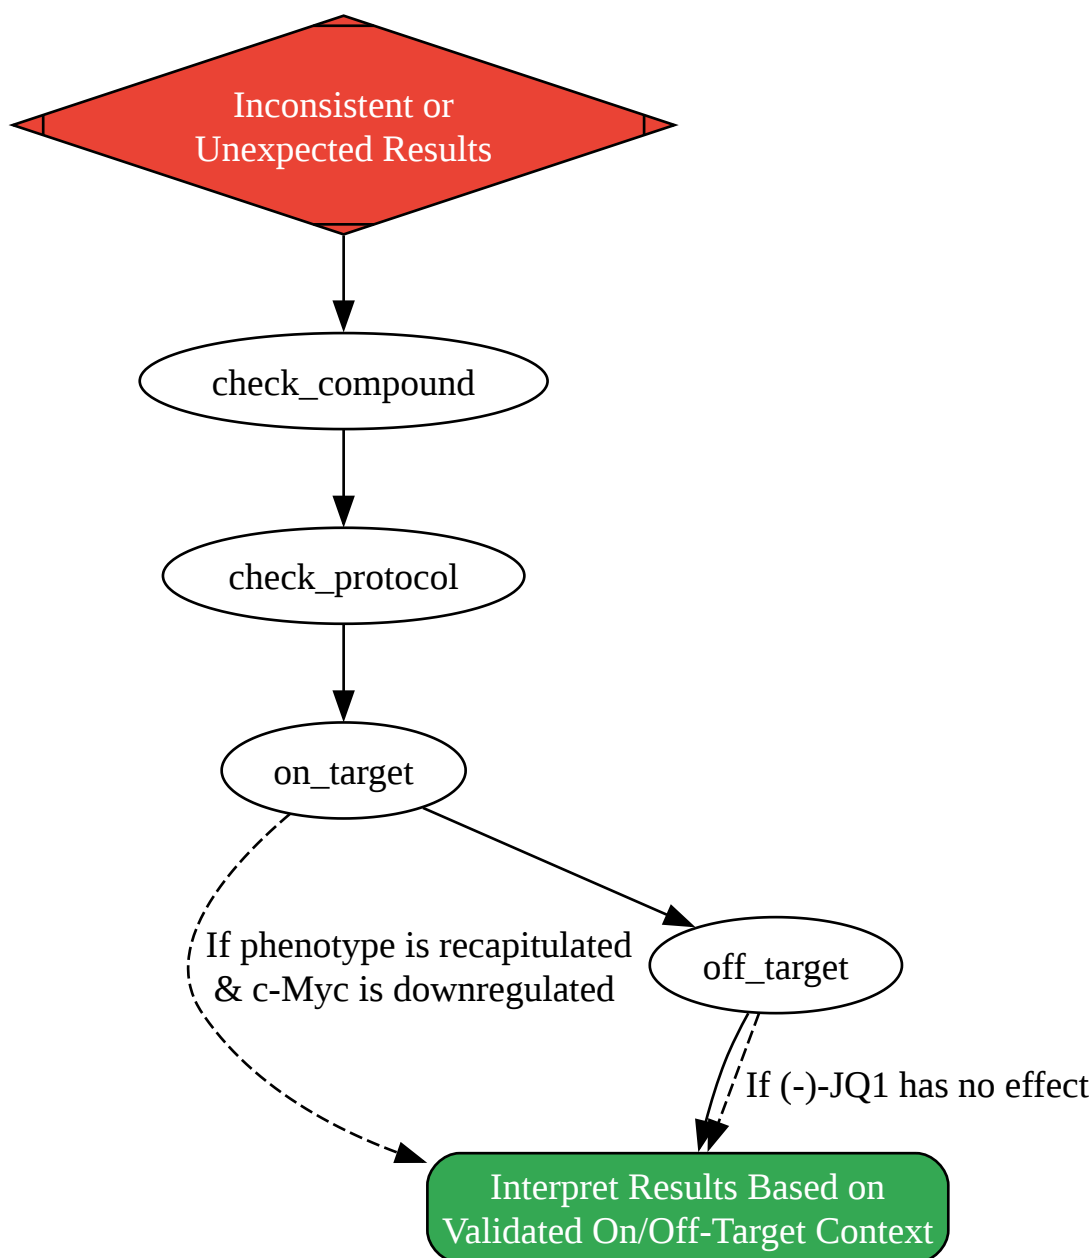 Inconsistent or
Unexpected Results
check_compound
check_protocol
on_target
If phenotype is recapitulated
& c-Myc is downregulated
off_target
If (-)-JQ1 has no effect
Interpret Results Based on
Validated On/Off-Target Context